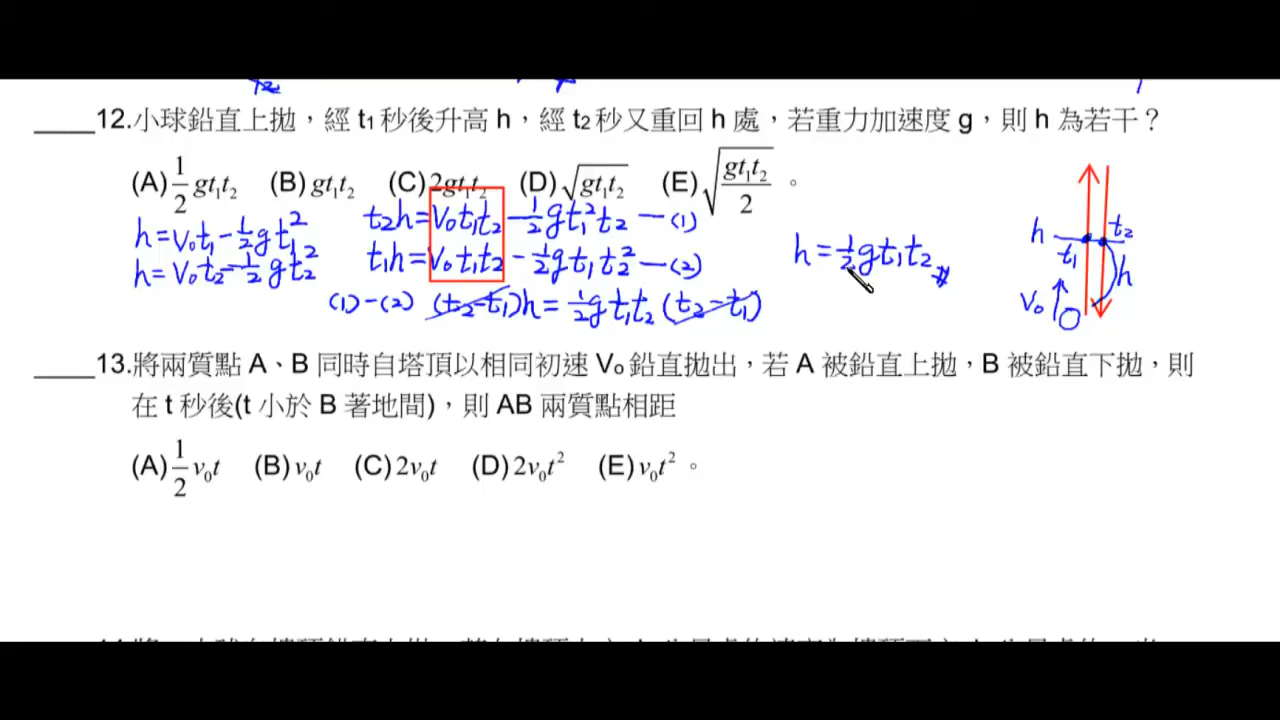 12.小球鉛直上拋，經 t₁ 秒後升高 h，經 t₂ 秒又重回 h 處，若重力加速度 g，則 h 為若干？
(A) 1/2 gt₁t₂ (B) gt₁t₂ (C) 2gt₁t₂ (D) √(gt₁t₂) (E) √(gt₁t₂/2) 。
h=V₀t₁-½gt₁²
h=V₀t₂-½gt₂²
t₂h=V₀t₁t₂-½gt₁²t₂ —(1)
t₁h=V₀t₁t₂-½gt₁t₂² —(2)
(1)-(2) (t₂-t₁)h=½gt₁t₂(t₂-t₁)
h=½gt₁t₂
h
t₂
t₁
h
V₀
13.將兩質點 A、B 同時自塔頂以相同初速 V₀ 鉛直拋出，若 A 被鉛直上拋，B 被鉛直下拋，則
在 t 秒後(t 小於 B 著地間)，則 AB 兩質點相距
(A) 1/2 v₀t (B) v₀t (C) 2v₀t (D) 2v₀t² (E) v₀t² 。